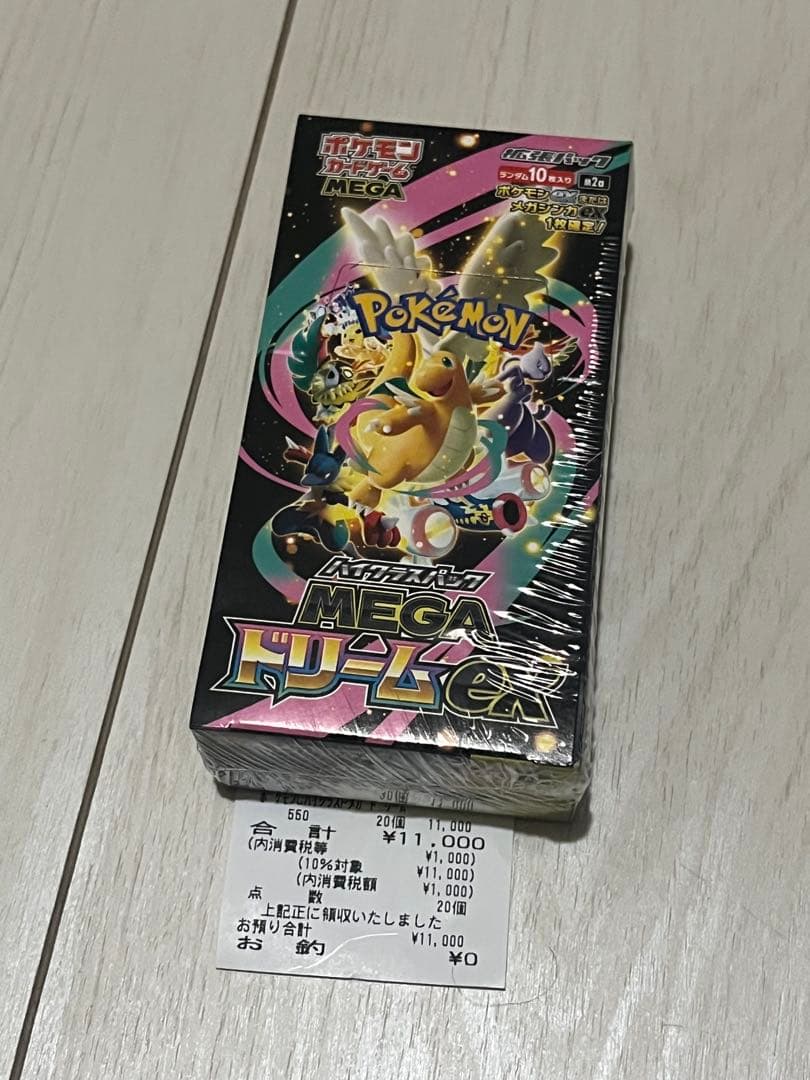 ポケモン
カードゲーム
MEGA
拡張パック
ランダム10枚入り
ポケモンexまたは
メガシンカex
1枚確定!
POKÉMON
ハイクラスパック
MEGA
ドリームex
550 20個 11,000
合 計 ¥11,000
(内消費税等 ¥1,000)
(10%対象 ¥11,000)
(内消費税額 ¥1,000)
点 数 20個
上記正に領収いたしました
お預り合計 ¥11,000
お 釣 ¥0